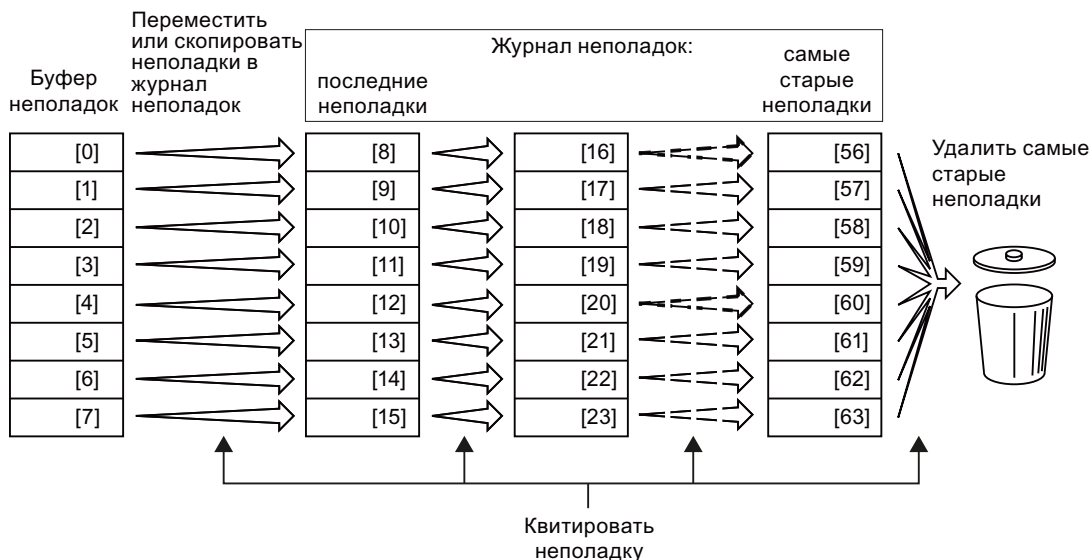 Переместить
или скопировать
неполадки в
журнал
неполадок
Буфер
неполадок
Журнал неполадок:
последние
неполадки
самые
старые
неполадки
[0] [8] [16] [56]
[1] [9] [17] [57]
[2] [10] [18] [58]
[3] [11] [19] [59]
[4] [12] [20] [60]
[5] [13] [21] [61]
[6] [14] [22] [62]
[7] [15] [23] [63]
Удалить самые
старые
неполадки
Квитировать
неполадку